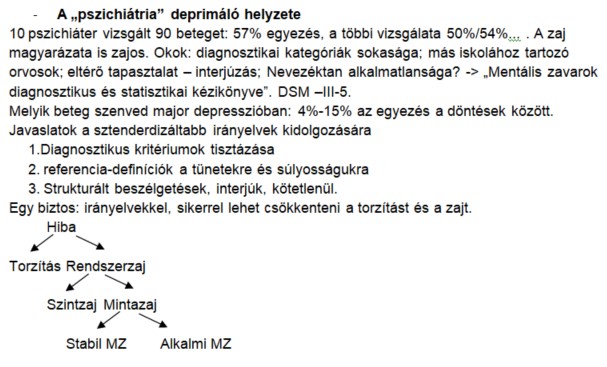 - A „pszichiátria” deprimáló helyzete
10 pszichiáter vizsgált 90 beteget: 57% egyezés, a többi vizsgálata 50%/54%... . A zaj
magyarázata is zajos. Okok: diagnosztikai kategóriák sokasága; más iskolához tartozó
orvosok; eltérő tapasztalat – interjúzás; Nevezéktan alkalmatlansága? -> „Mentális zavarok
diagnosztikus és statisztikai kézikönyve”. DSM –III-5.
Melyik beteg szenved major depresszióban: 4%-15% az egyezés a döntések között.
Javaslatok a sztenderdizáltabb irányelvek kidolgozására
1.Diagnosztikus kritériumok tisztázása
2. referencia-definíciók a tünetekre és súlyosságukra
3. Strukturált beszélgetések, interjúk, kötetlenül.
Egy biztos: irányelvekkel, sikerrel lehet csökkenteni a torzítást és a zajt.
Hiba
Torzítás Rendszerzaj
Szintzaj Mintazaj
Stabil MZ Alkalmi MZ